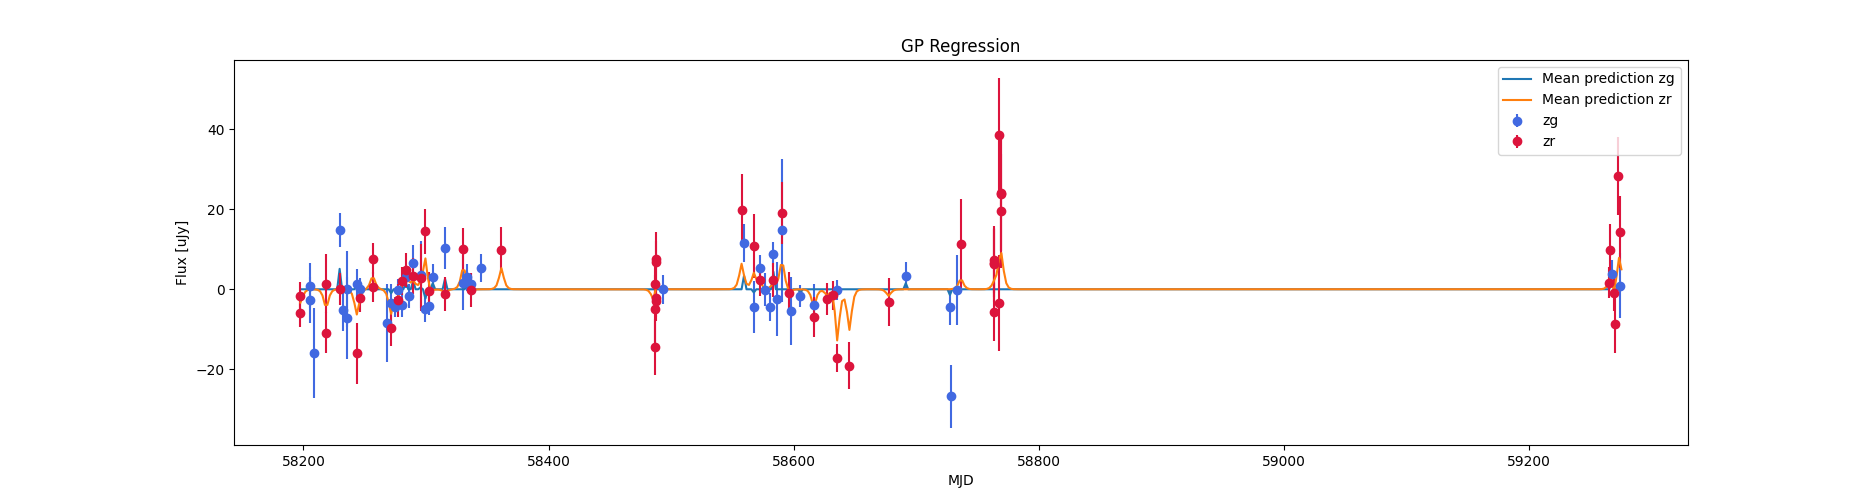 GP Regression
Flux [uJy]
40
20
0
−20
58200
58400
58600
58800
59000
59200
MJD
Mean prediction zg
Mean prediction zr
zg
zr